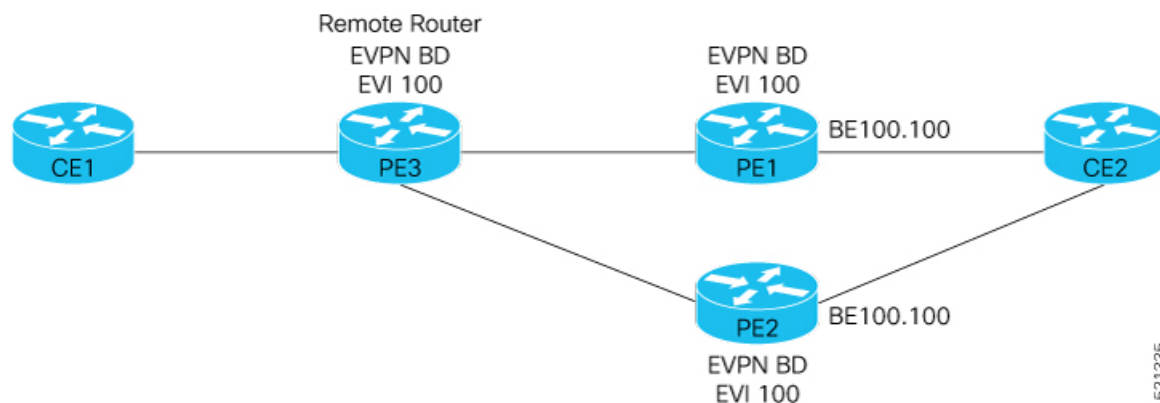 Remote Router
EVPN BD
EVI 100
EVPN BD
EVI 100
BE100.100
CE1
PE3
PE1
CE2
PE2
BE100.100
EVPN BD
EVI 100